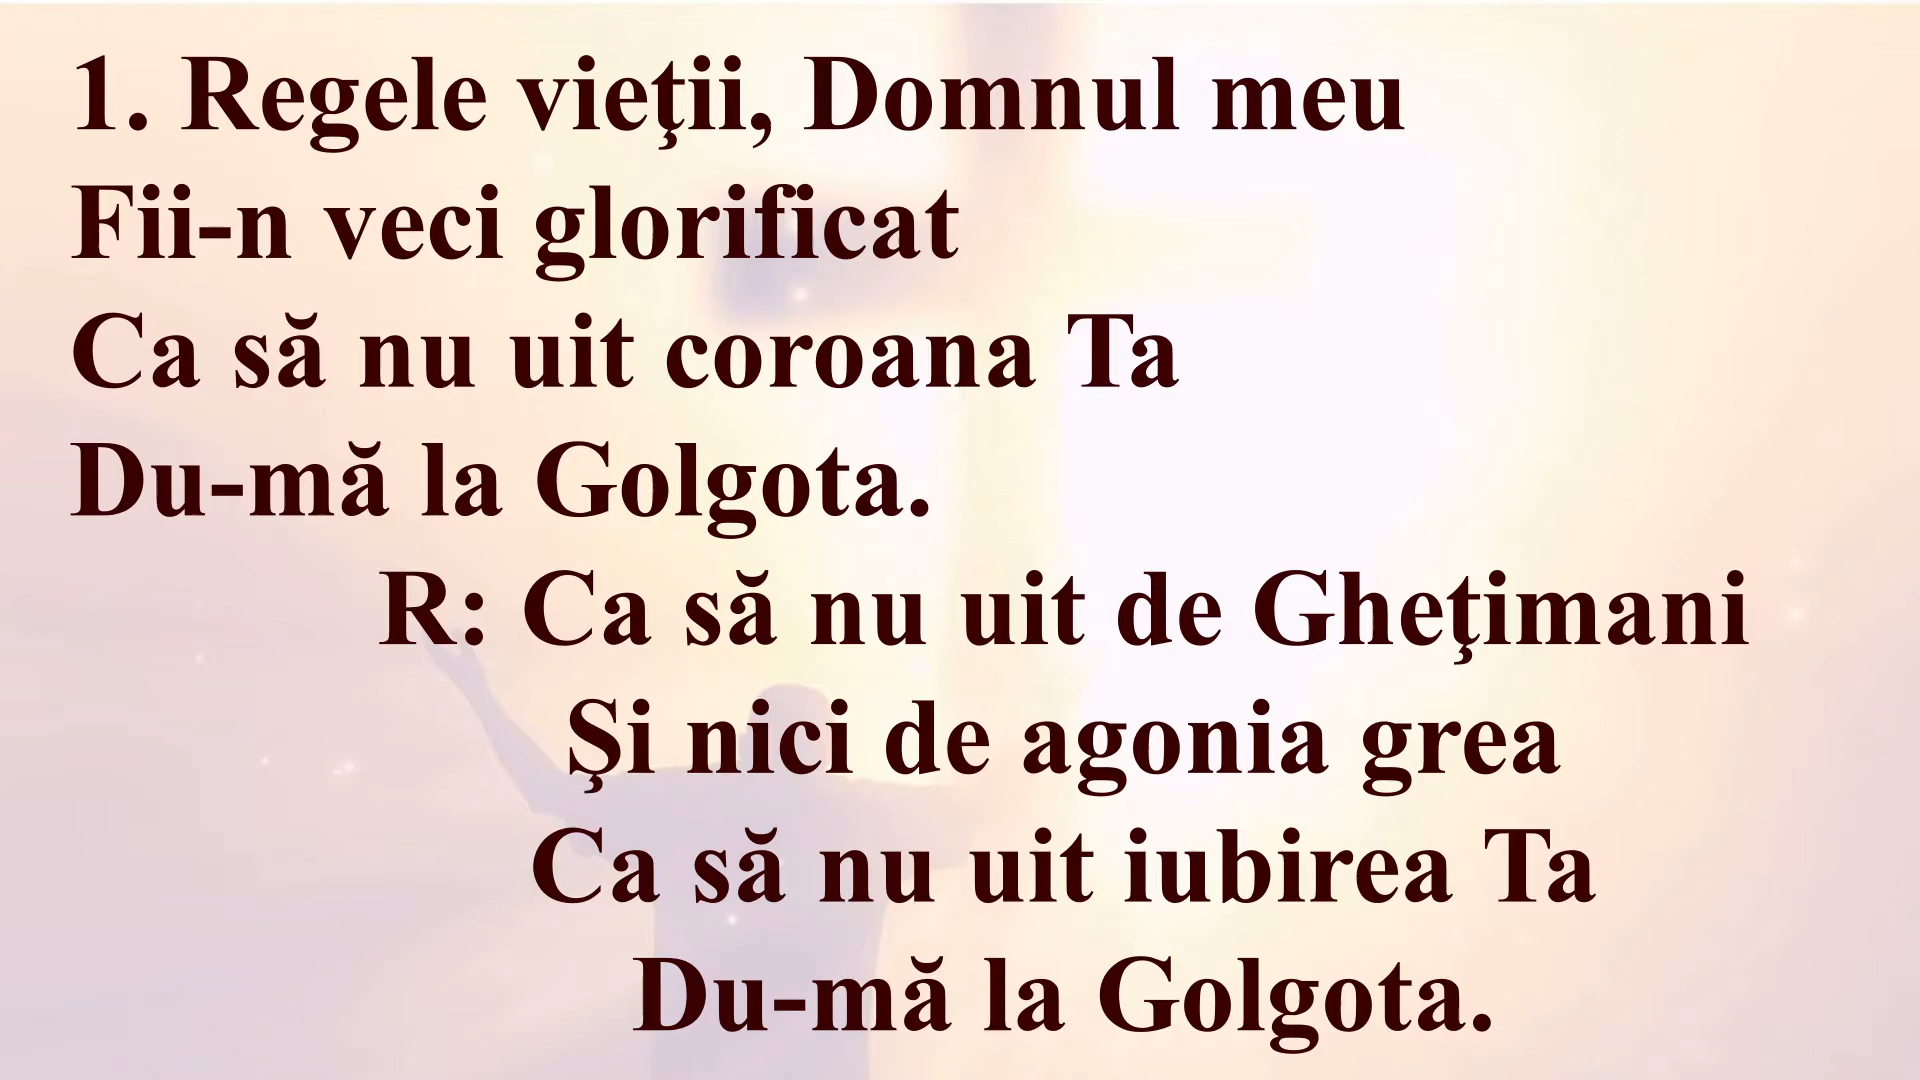 1. Regele vieţii, Domnul meu
Fii-n veci glorificat
Ca să nu uit coroana Ta
Du-mă la Golgota.
R: Ca să nu uit de Gheţimani
Şi nici de agonia grea
Ca să nu uit iubirea Ta
Du-mă la Golgota.